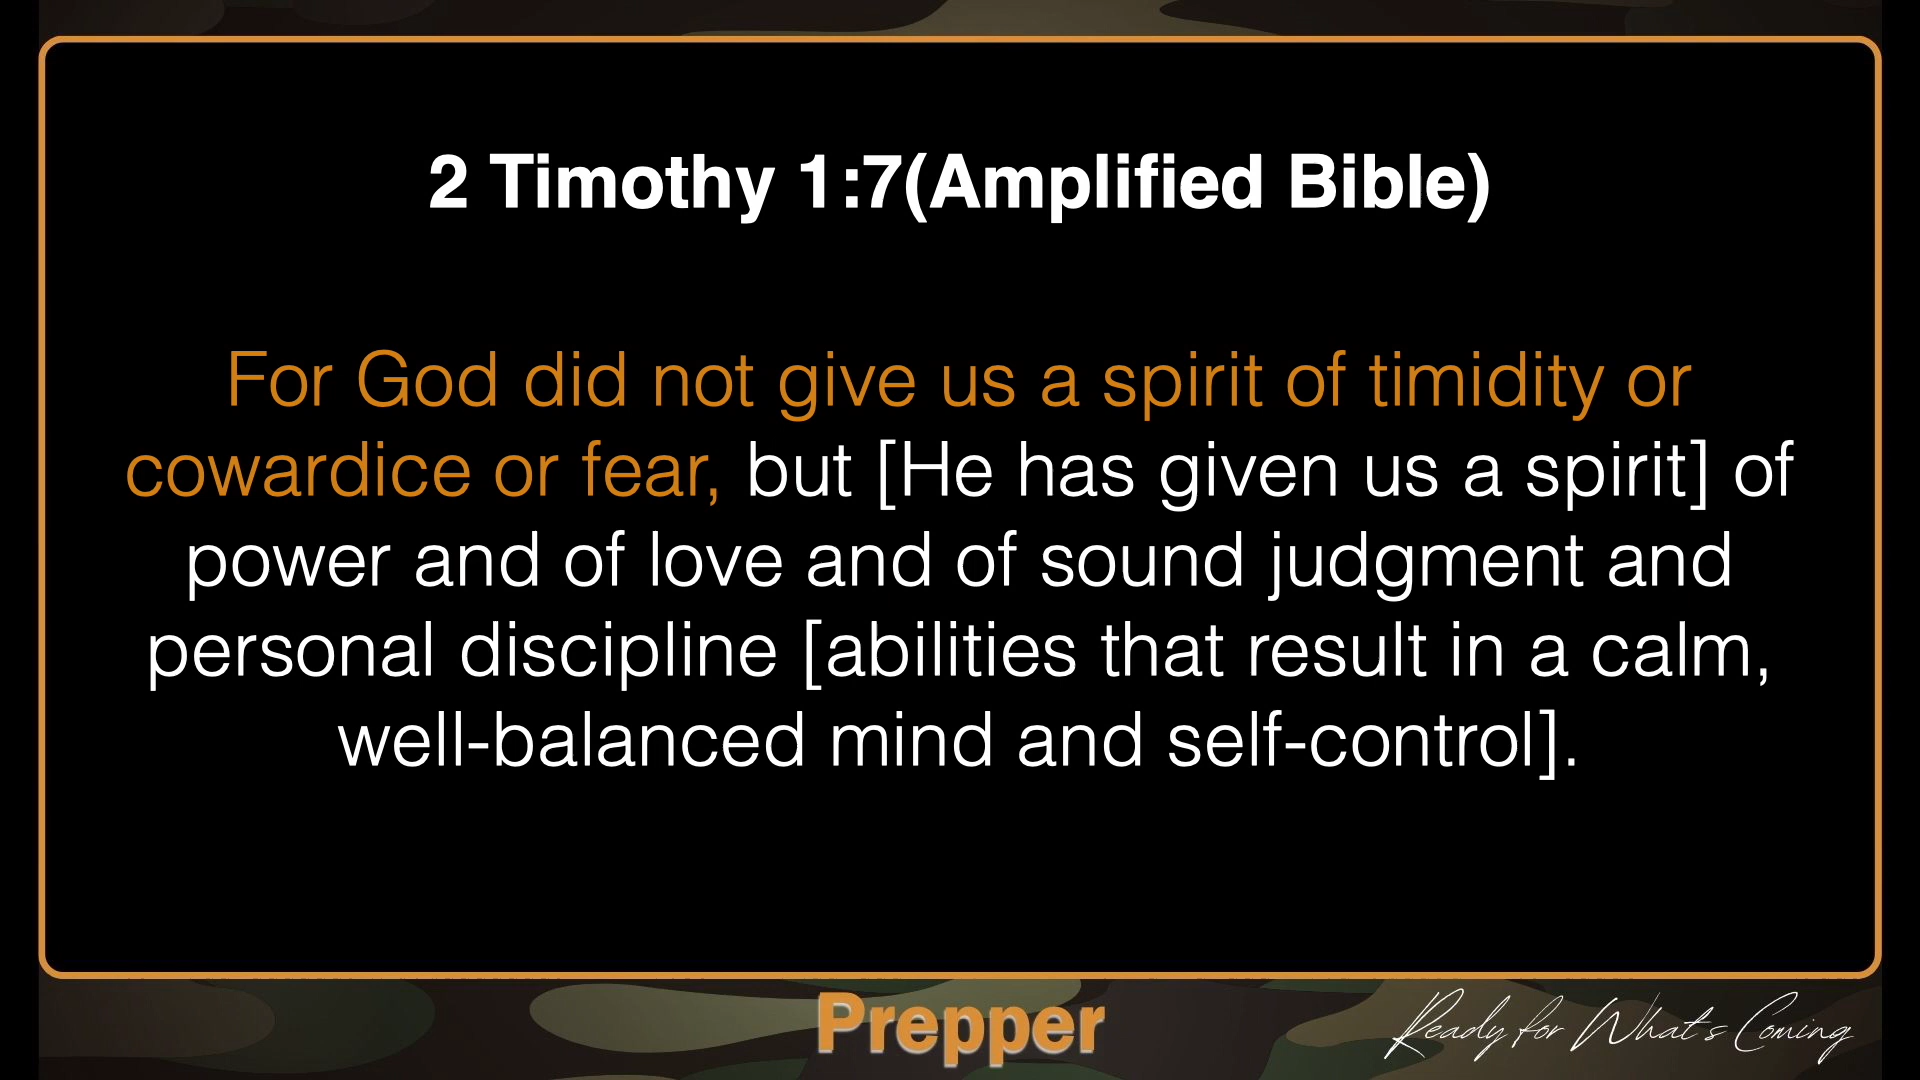 2 Timothy 1:7(Amplified Bible)
For God did not give us a spirit of timidity or
cowardice or fear, but [He has given us a spirit] of
power and of love and of sound judgment and
personal discipline [abilities that result in a calm,
well-balanced mind and self-control].
Prepper
Ready for What's Coming